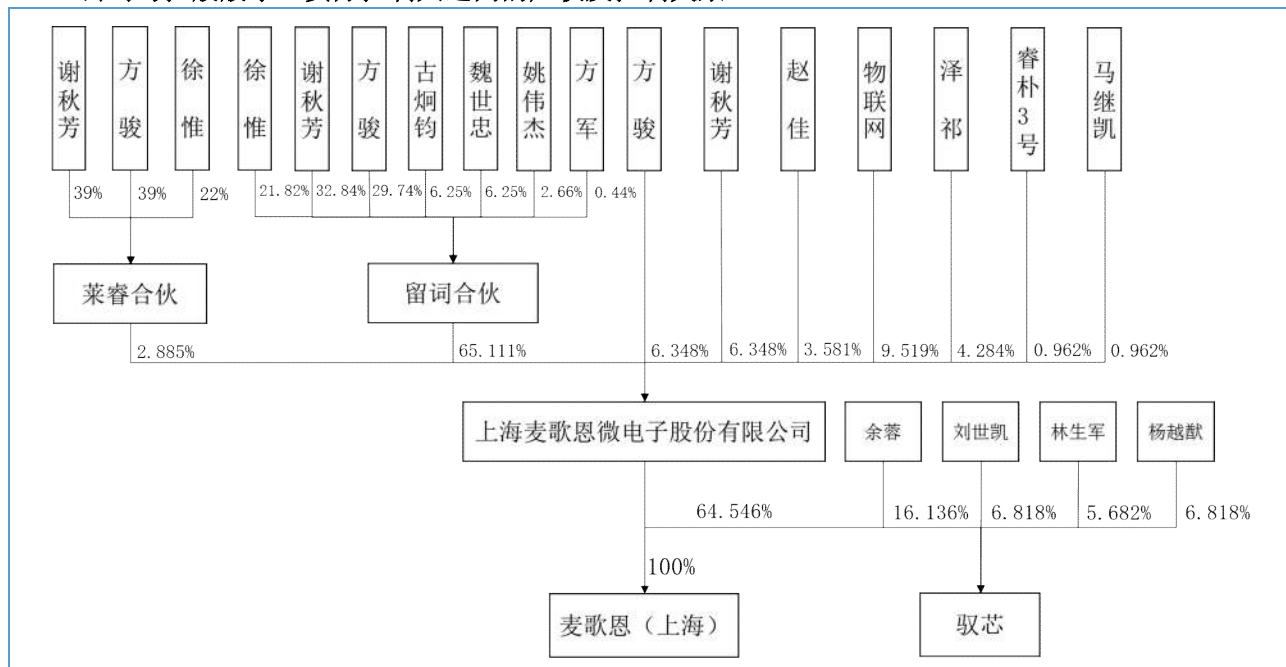 谢秋芳 方骏 徐惟 徐惟 谢秋芳 方骏 古炯钧 魏世忠 姚伟杰 方军 方骏 谢秋芳 赵佳 物联网 泽祁 睿朴3号 马继凯
39% 39% 22% 21.82% 32.84% 29.74% 6.25% 6.25% 2.66% 0.44%
莱睿合伙 留词合伙
2.885% 65.111% 6.348% 6.348% 3.581% 9.519% 4.284% 0.962% 0.962%
上海麦歌恩微电子股份有限公司 余蓉 刘世凯 林生军 杨越猷
64.546% 16.136% 6.818% 5.682% 6.818%
100%
麦歌恩（上海） 驭芯